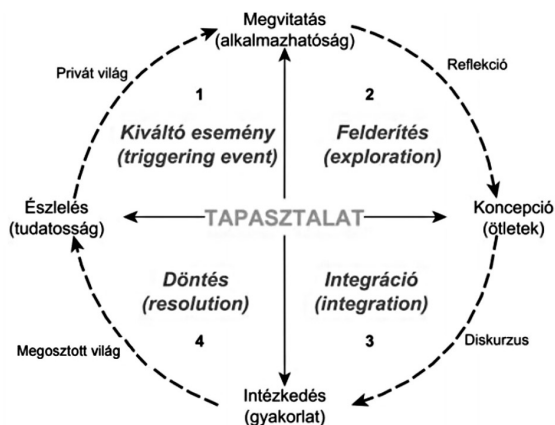 Megvitatás
(alkalmazhatóság)
Privát világ
Reflekció
1
2
Kiváltó esemény
(triggering event)
Felderítés
(exploration)
Észlelés
(tudatosság)
TAPASZTALAT
Koncepció
(ötletek)
Döntés
(resolution)
Integráció
(integration)
4
3
Megosztott világ
Diskurzus
Intézkedés
(gyakorlat)